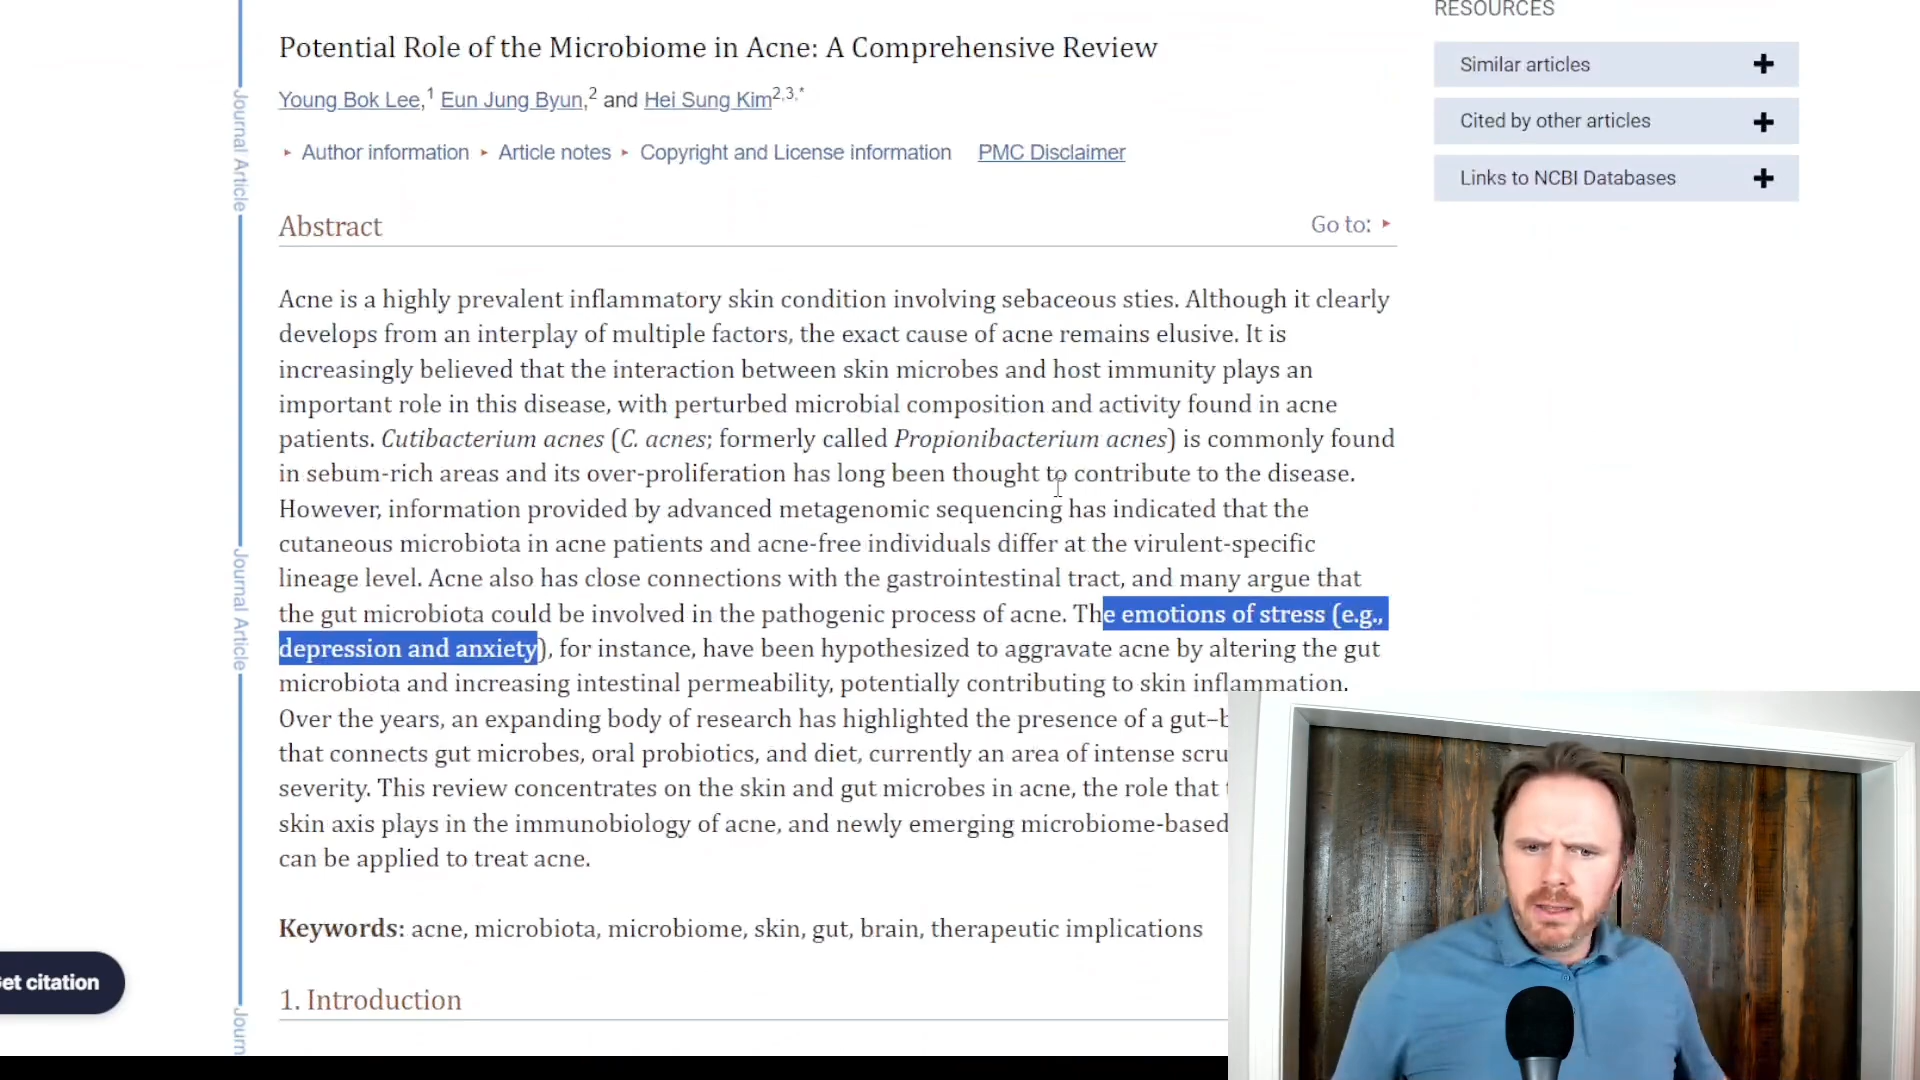 RESOURCES
Potential Role of the Microbiome in Acne: A Comprehensive Review
Similar articles
Young Bok Lee,1 Eun Jung Byun,2 and Hei Sung Kim2,3,*
Cited by other articles
Author information Article notes Copyright and License information PMC Disclaimer
Links to NCBI Databases
Journal Article
Abstract
Go to:
Acne is a highly prevalent inflammatory skin condition involving sebaceous sties. Although it clearly
develops from an interplay of multiple factors, the exact cause of acne remains elusive. It is
increasingly believed that the interaction between skin microbes and host immunity plays an
important role in this disease, with perturbed microbial composition and activity found in acne
patients. Cutibacterium acnes (C. acnes; formerly called Propionibacterium acnes) is commonly found
in sebum-rich areas and its over-proliferation has long been thought to contribute to the disease.
However, information provided by advanced metagenomic sequencing has indicated that the
cutaneous microbiota in acne patients and acne-free individuals differ at the virulent-specific
lineage level. Acne also has close connections with the gastrointestinal tract, and many argue that
the gut microbiota could be involved in the pathogenic process of acne. The emotions of stress (e.g.,
depression and anxiety), for instance, have been hypothesized to aggravate acne by altering the gut
microbiota and increasing intestinal permeability, potentially contributing to skin inflammation.
Over the years, an expanding body of research has highlighted the presence of a gut–b
that connects gut microbes, oral probiotics, and diet, currently an area of intense scru
severity. This review concentrates on the skin and gut microbes in acne, the role that
skin axis plays in the immunobiology of acne, and newly emerging microbiome-based
can be applied to treat acne.
Journal Article
Keywords: acne, microbiota, microbiome, skin, gut, brain, therapeutic implications
et citation
1. Introduction
Journ